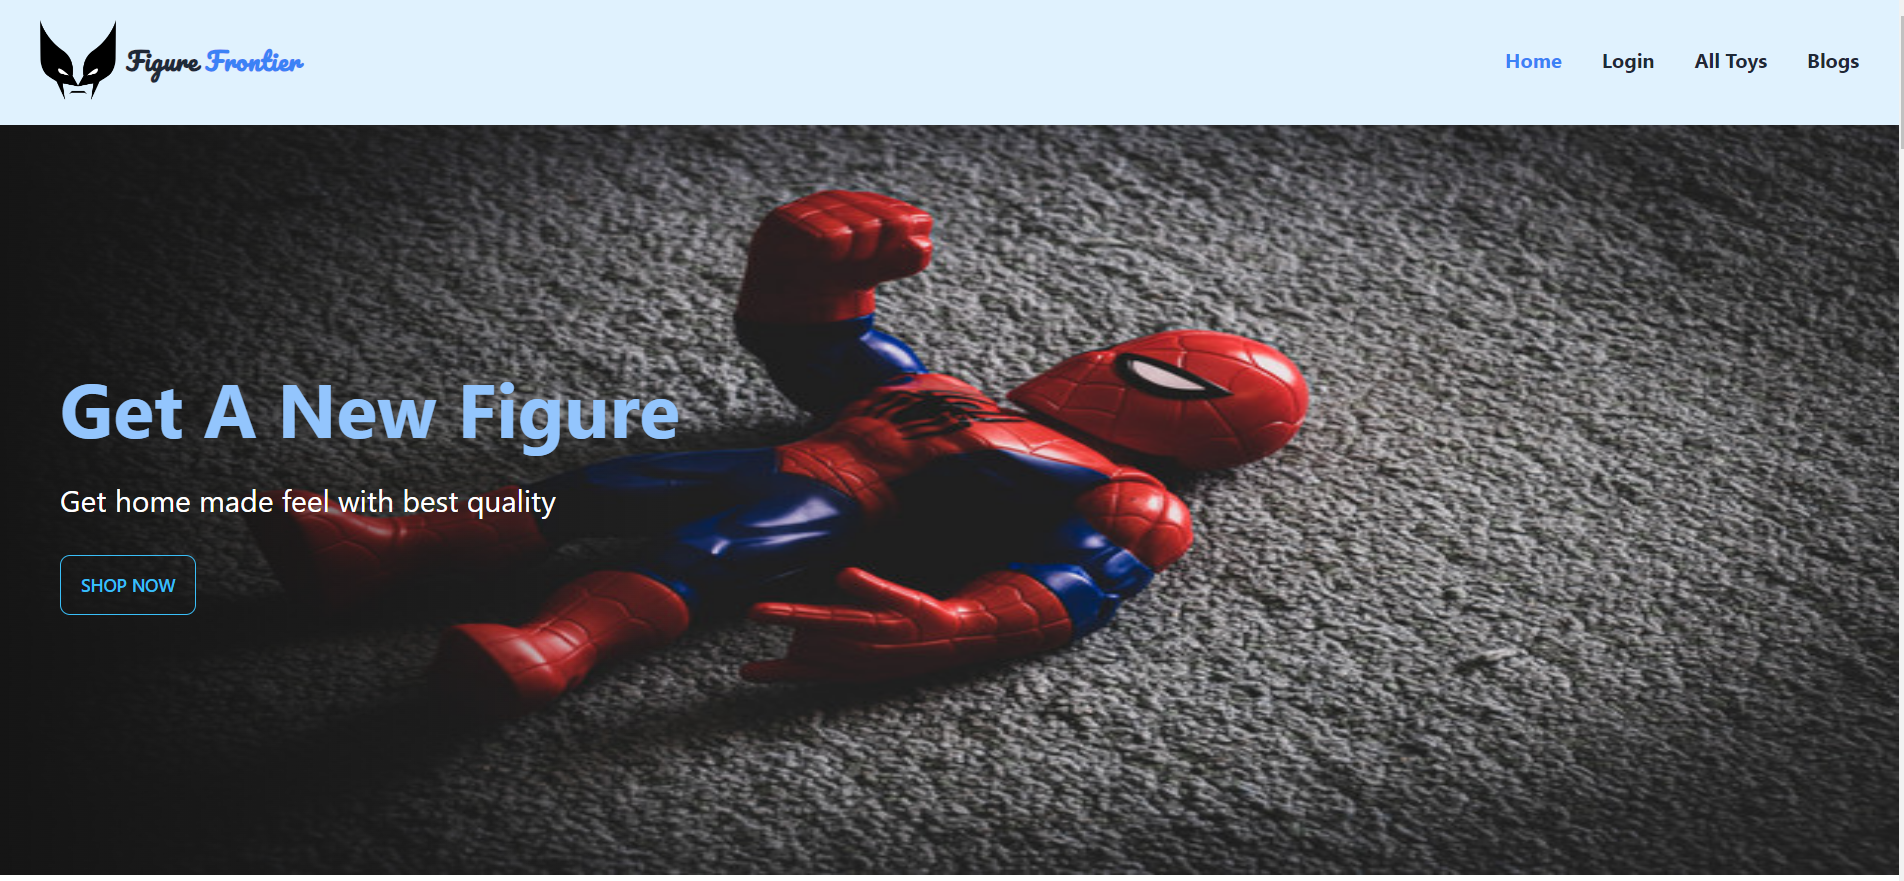 Figure Frontier
Home Login All Toys Blogs
Get A New Figure
Get home made feel with best quality
SHOP NOW